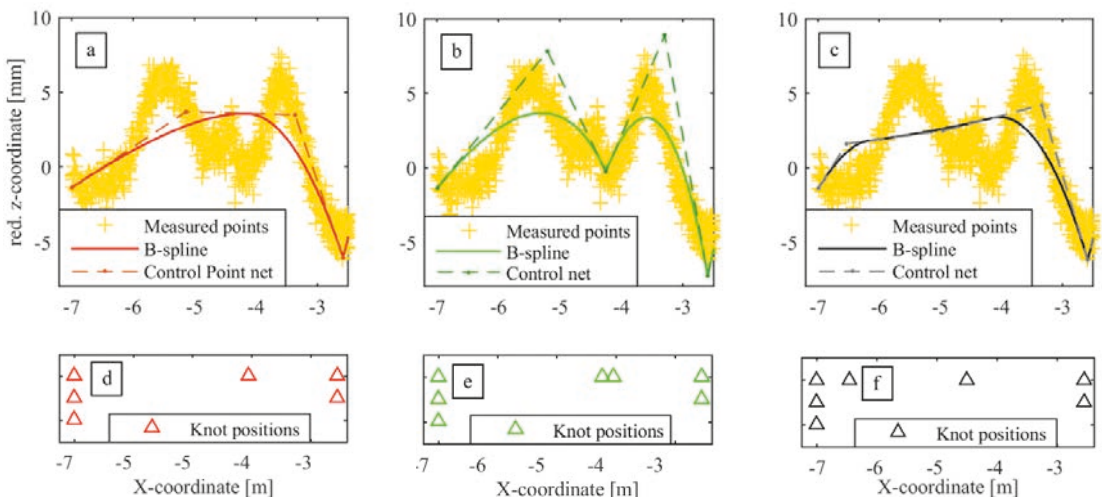 10
5
0
-5
red. z-coordinate [mm]
a
Measured points
B-spline
Control Point net
-7 -6 -5 -4 -3
10
5
0
-5
b
Measured points
B-spline
Control net
-7 -6 -5 -4 -3
10
5
0
-5
c
Measured points
B-spline
Control net
-7 -6 -5 -4 -3
d
Knot positions
-7 -6 -5 -4 -3
X-coordinate [m]
e
Knot positions
-7 -6 -5 -4 -3
X-coordinate [m]
f
Knot positions
-7 -6 -5 -4 -3
X-coordinate [m]